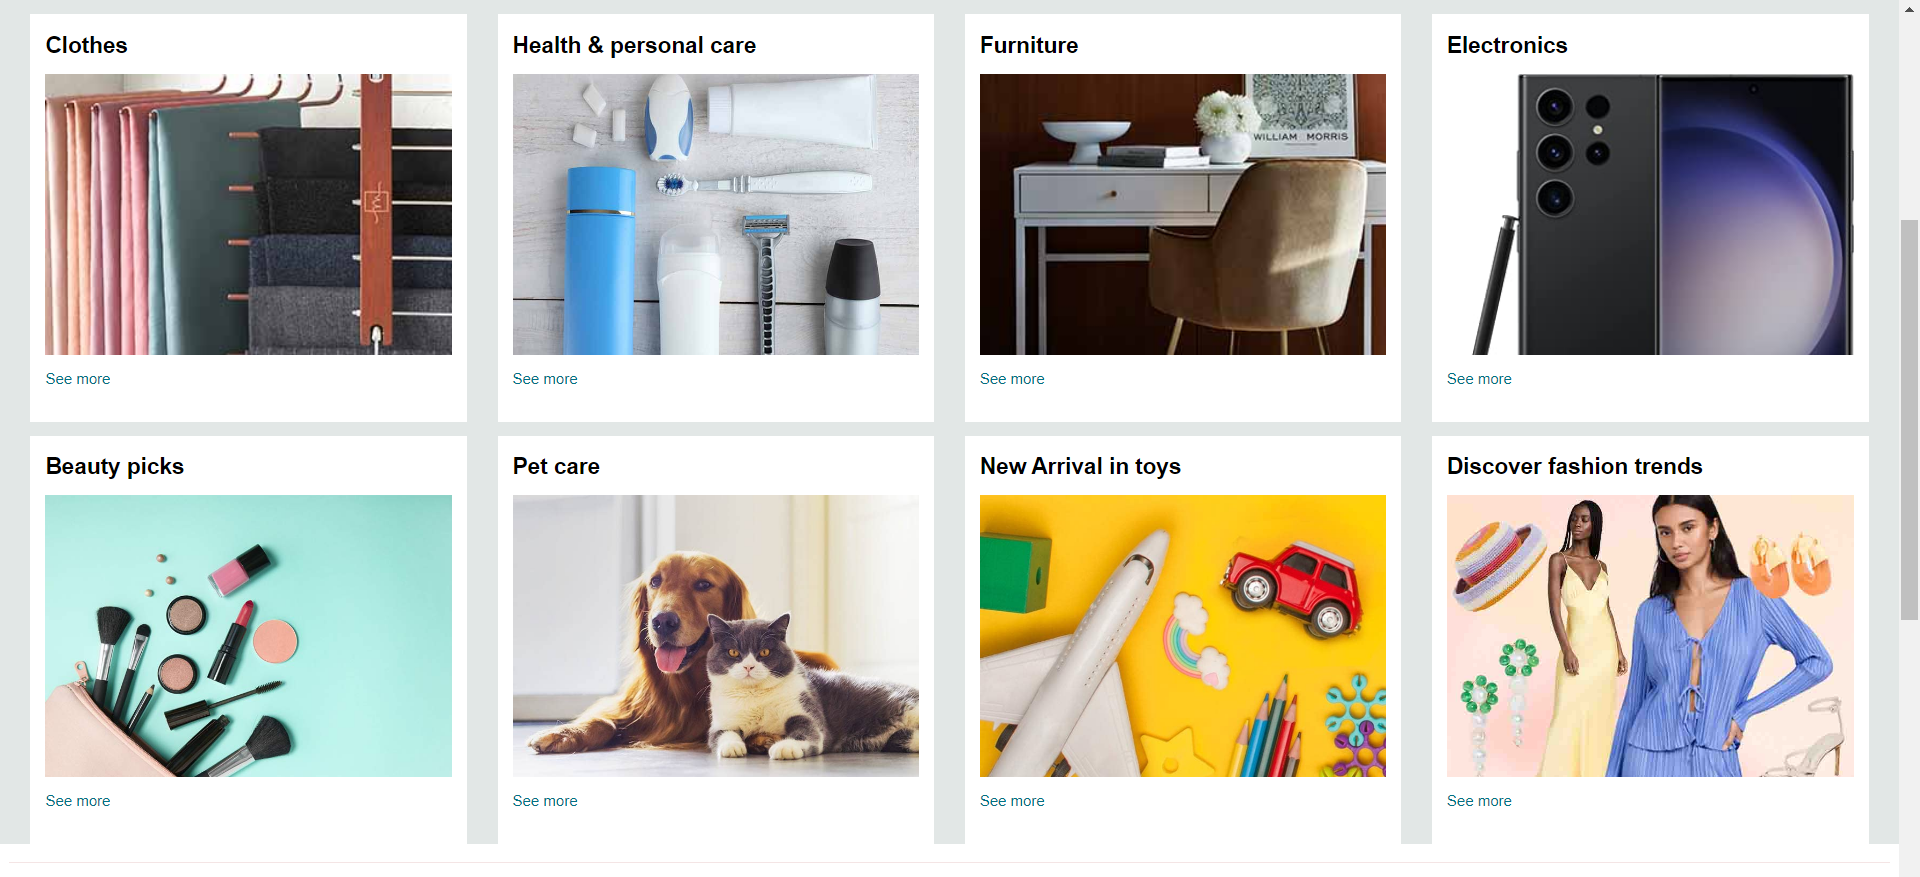 Clothes
Health & personal care
Furniture
Electronics
WILLIAM MORRIS
See more
See more
See more
See more
Beauty picks
Pet care
New Arrival in toys
Discover fashion trends
See more
See more
See more
See more